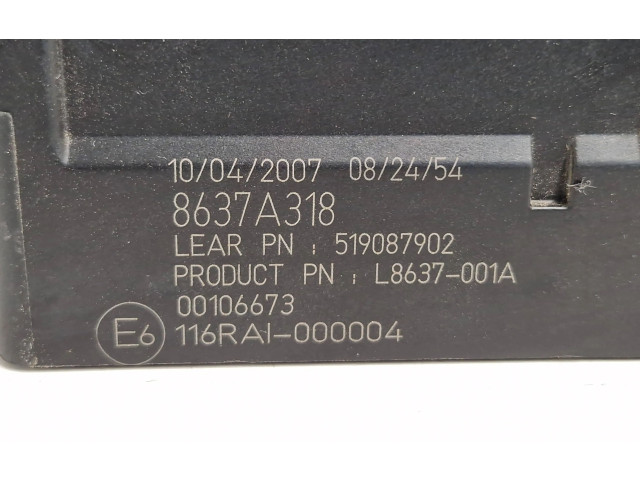 10/04/2007 08/24/54
8637A318
LEAR PN : 519087902
PRODUCT PN : L8637-001A
00106673
E6 116RAI-000004